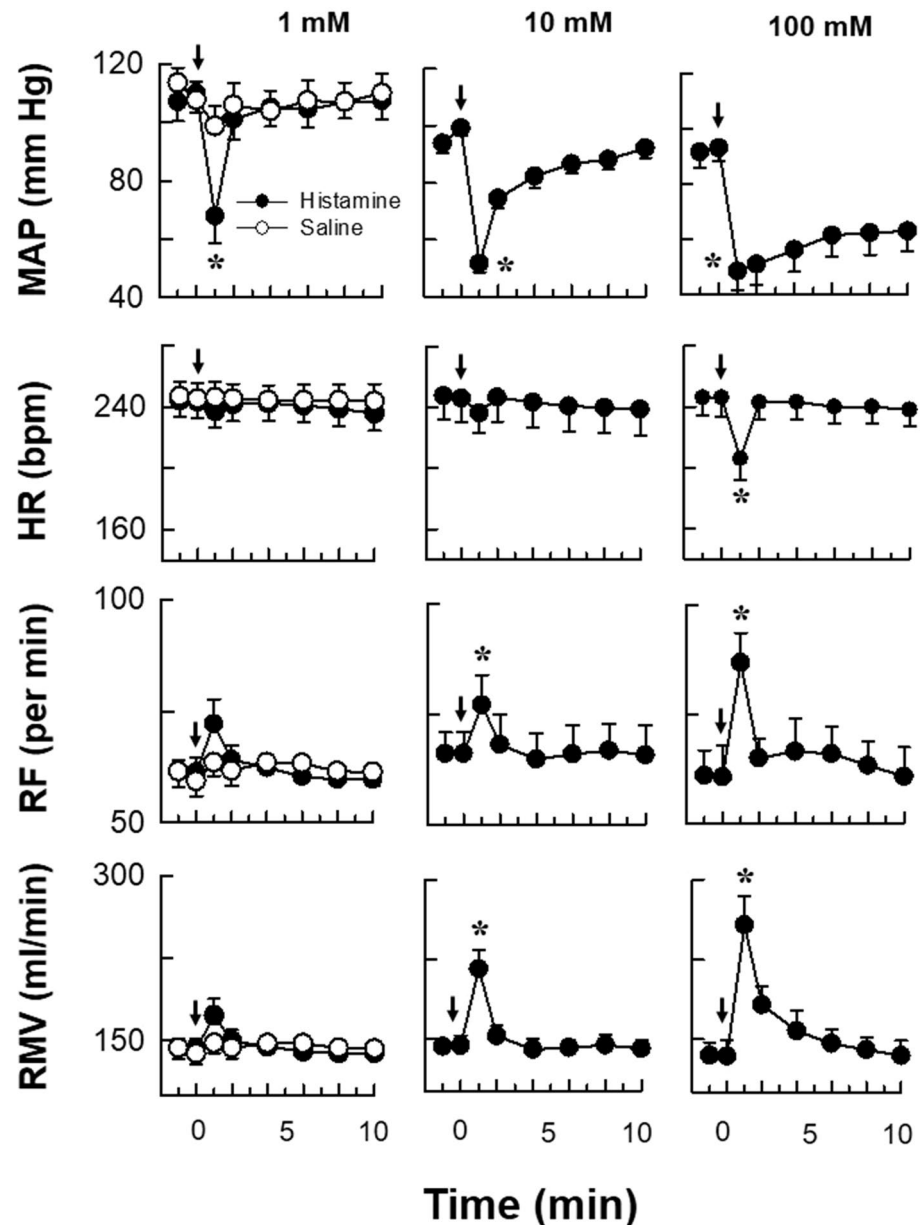 1 mM 10 mM 100 mM
MAP (mm Hg)
120
80
40
Histamine
Saline
*
*
*
HR (bpm)
240
160
*
RF (per min)
100
50
*
*
RMV (ml/min)
300
150
*
*
0 5 10 0 5 10 0 5 10
Time (min)